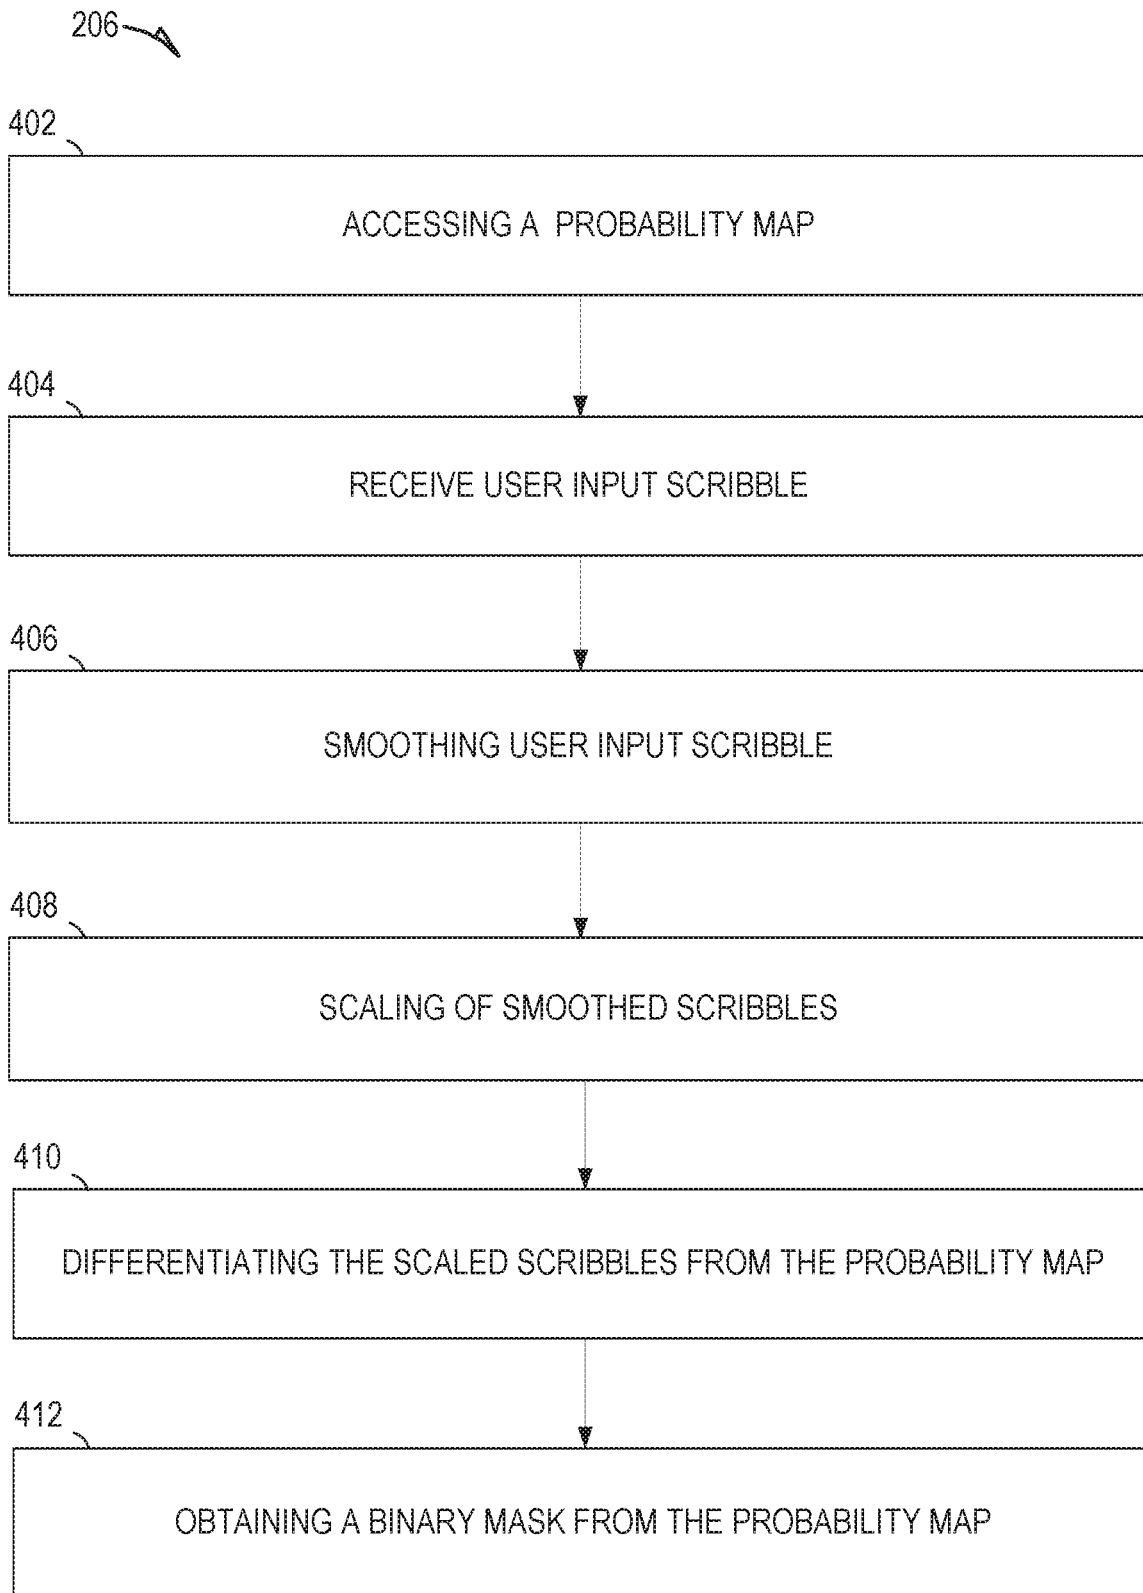 206
402
ACCESSING A PROBABILITY MAP
404
RECEIVE USER INPUT SCRIBBLE
406
SMOOTHING USER INPUT SCRIBBLE
408
SCALING OF SMOOTHED SCRIBBLES
410
DIFFERENTIATING THE SCALED SCRIBBLES FROM THE PROBABILITY MAP
412
OBTAINING A BINARY MASK FROM THE PROBABILITY MAP